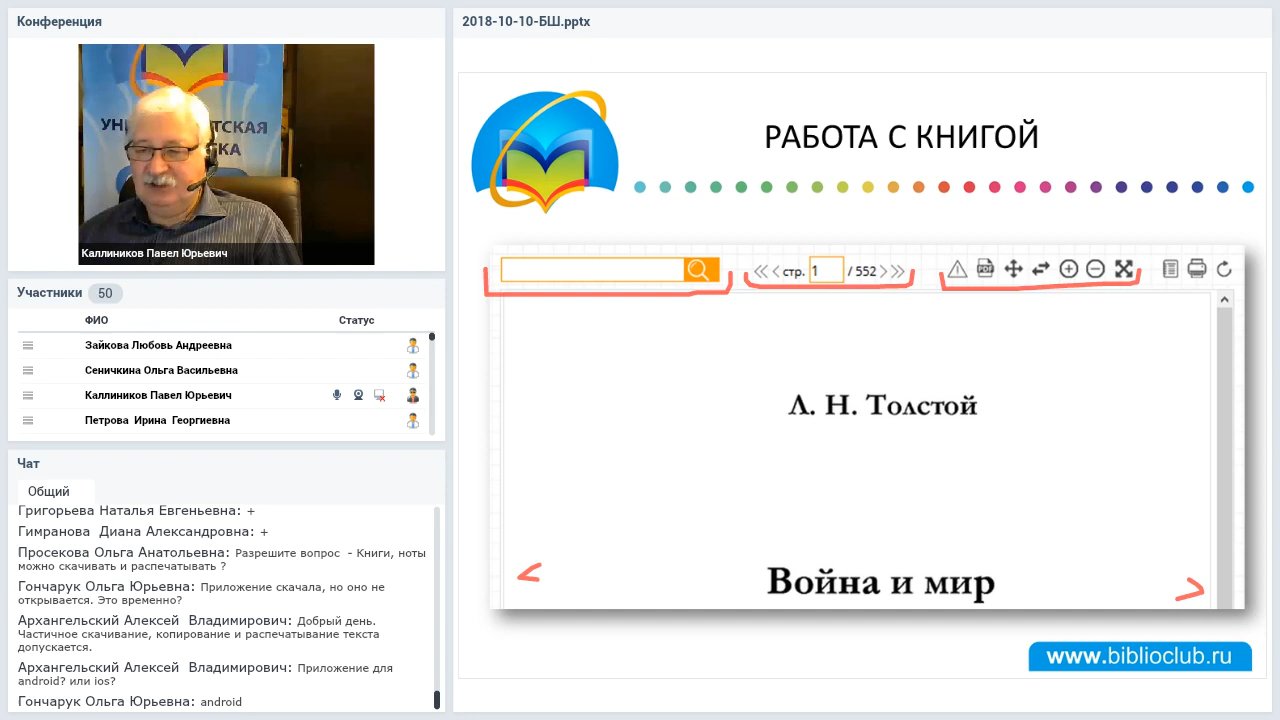 Конференция
УНИ ТСКАЯ
КА
Каллиников Павел Юрьевич
Участники 50
ФИО Статус
Зайкова Любовь Андреевна
Сеничкина Ольга Васильевна
Каллиников Павел Юрьевич
Петрова Ирина Георгиевна
Чат
Общий
Григорьева Наталья Евгеньевна: +
Гимранова Диана Александровна: +
Просекова Ольга Анатольевна: Разрешите вопрос - Книги, ноты
можно скачивать и распечатывать ?
Гончарук Ольга Юрьевна: Приложение скачала, но оно не
открывается. Это временно?
Архангельский Алексей Владимирович: Добрый день.
Частичное скачивание, копирование и распечатывание текста
допускается.
Архангельский Алексей Владимирович: Приложение для
android? или ios?
Гончарук Ольга Юрьевна: android
2018-10-10-БШ.pptx
РАБОТА С КНИГОЙ
стр. 1 / 552
PDF
Л. Н. Толстой
Война и мир
www.biblioclub.ru